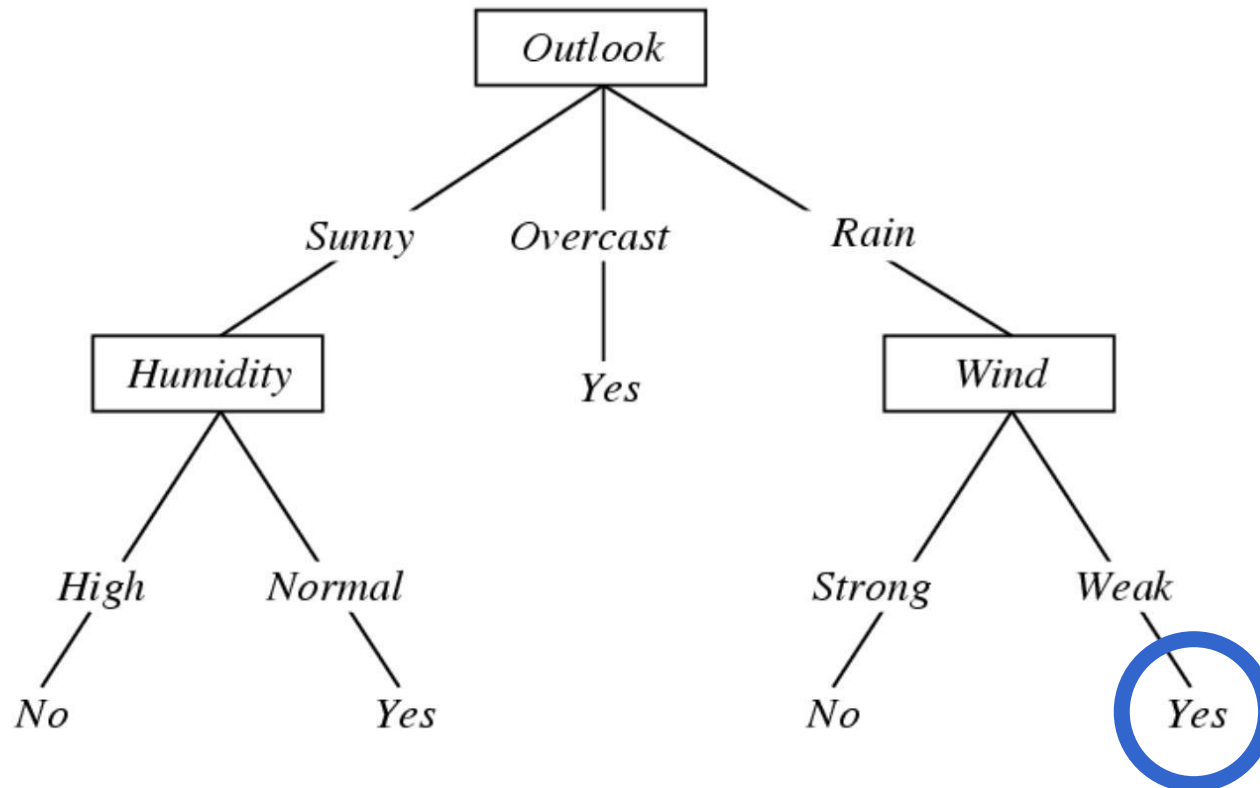 Outlook
Sunny Overcast Rain
Humidity Yes Wind
High Normal Strong Weak
No Yes No Yes